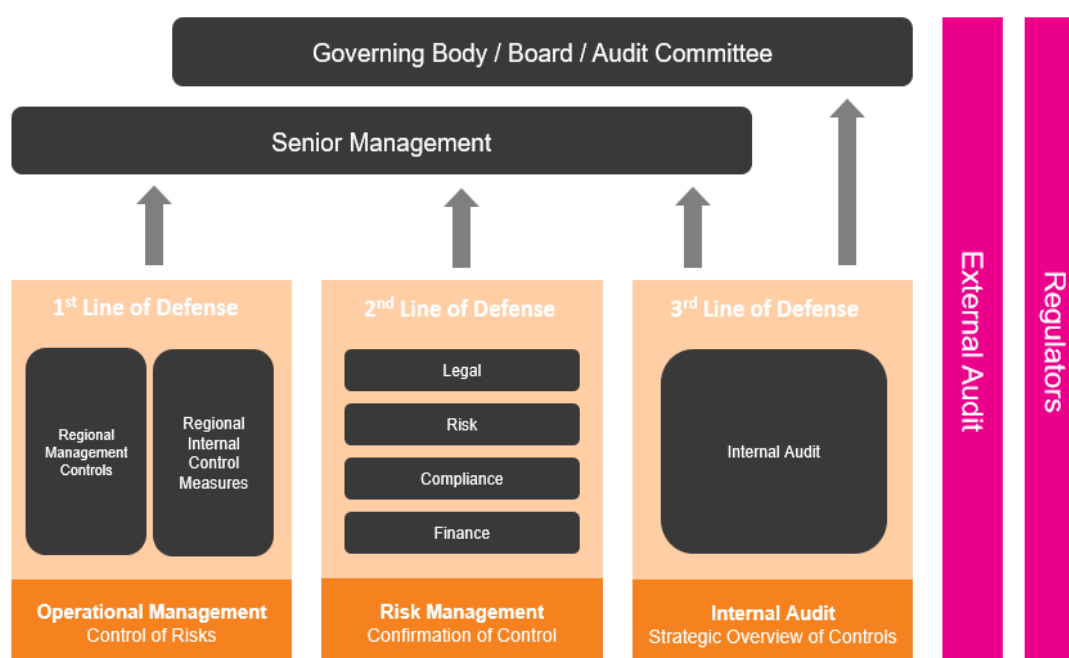 Governing Body / Board / Audit Committee
Senior Management
1st Line of Defense
Regional
Management
Controls
Regional
Internal
Control
Measures
Operational Management
Control of Risks
2nd Line of Defense
Legal
Risk
Compliance
Finance
Risk Management
Confirmation of Control
3rd Line of Defense
Internal Audit
Internal Audit
Strategic Overview of Controls
External Audit
Regulators